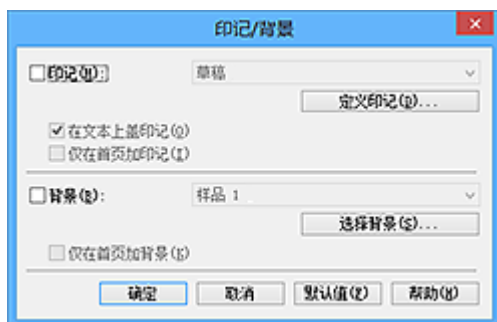 印记/背景
印记(W):
草稿
定义印记(D)...
在文本上盖印记(O)
仅在首页加印记(I)
背景(B):
样品 1
选择背景(S)...
仅在首页加背景(K)
确定 取消 默认值(F) 帮助(H)